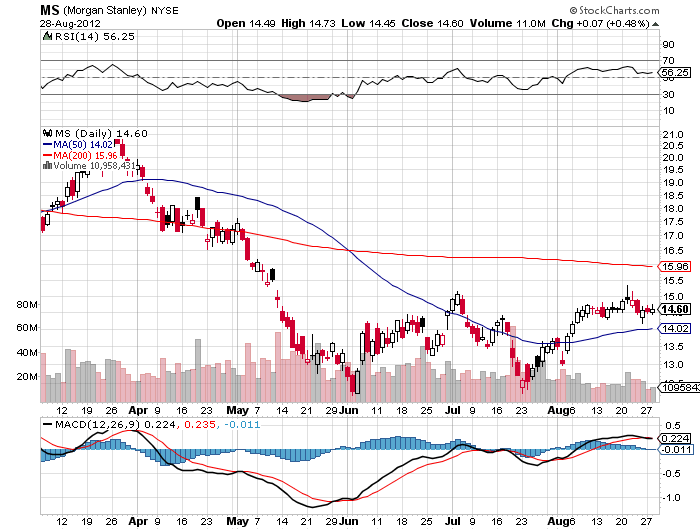 MS (Morgan Stanley) NYSE © StockCharts.com
28-Aug-2012 Open 14.49 High 14.73 Low 14.45 Close 14.60 Volume 11.0M Chg +0.07 (+0.48%)
RSI(14) 56.25
90
70
56.25
30
10
MS (Daily) 14.60
MA(50) 14.02
MA(200) 15.96
Volume 10,958,431
21.0
20.5
20.0
19.5
19.0
18.5
18.0
17.5
17.0
16.5
15.96
15.5
15.0
14.60
14.02
13.5
13.0
1095843
80M
60M
40M
20M
12 19 26 Apr 9 16 23 May 7 14 21 29 Jun 11 18 25 Jul 9 16 23 Aug 6 13 20 27
MACD(12,26,9) 0.224, 0.235, -0.011
0.5
0.224
-0.011
-0.5
-1.0
12 19 26 Apr 9 16 23 May 7 14 21 29 Jun 11 18 25 Jul 9 16 23 Aug 6 13 20 27